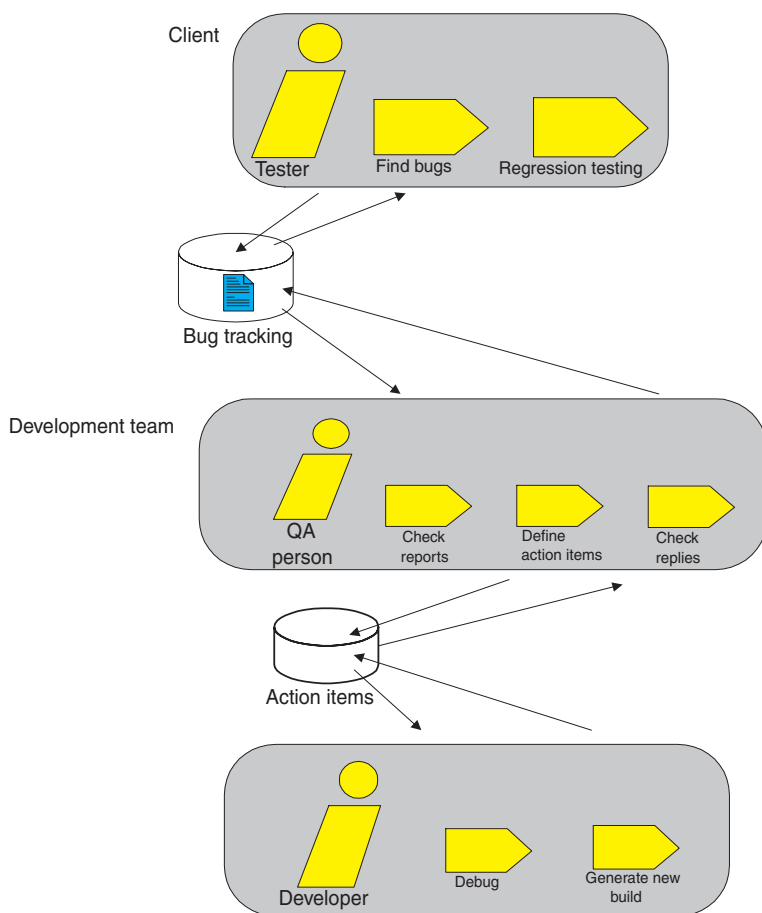 Client
Tester
Find bugs
Regression testing
Bug tracking
Development team
QA
person
Check
reports
Define
action items
Check
replies
Action items
Developer
Debug
Generate new
build